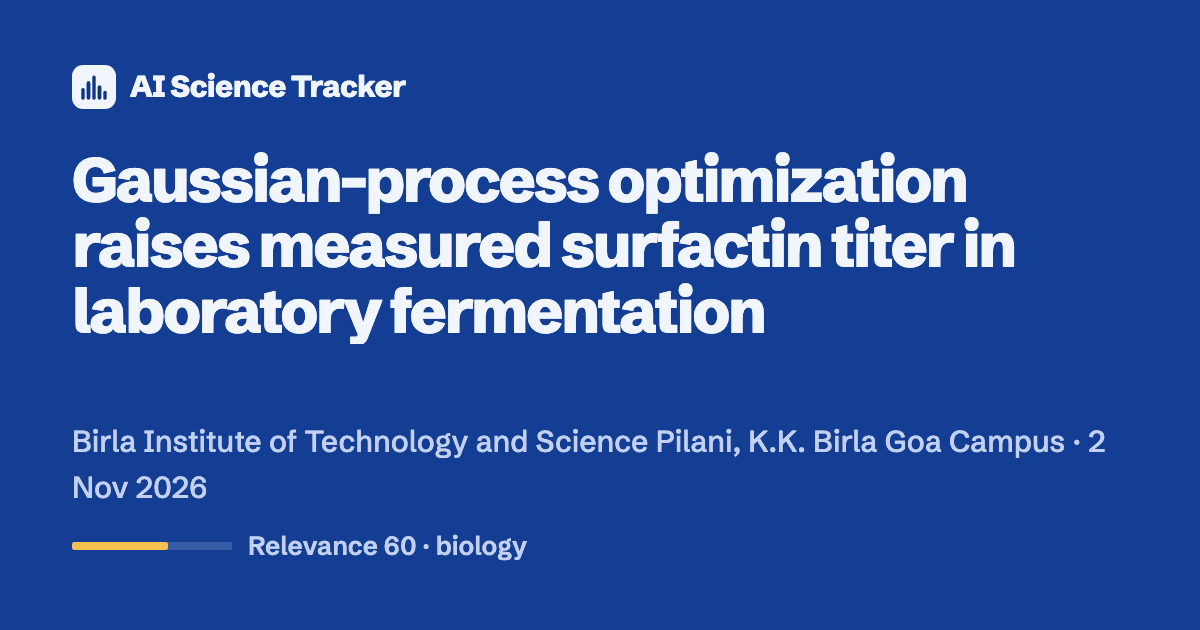 AI Science Tracker
Gaussian-process optimization
raises measured surfactin titer in
laboratory fermentation
Birla Institute of Technology and Science Pilani, K.K. Birla Goa Campus · 2
Nov 2026
Relevance 60 · biology